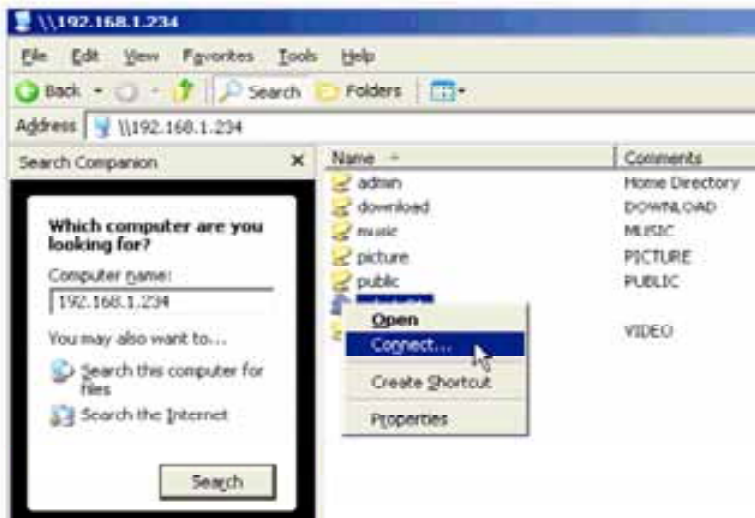 \\192.168.1.234
File Edit View Favorites Tools Help
Back Search Folders
Address \\192.168.1.234
Search Companion
Name Comments
admin Home Directory
download DOWNLOAD
music MUSIC
picture PICTURE
public PUBLIC
VIDEO
Which computer are you
looking for?
Computer name:
192.168.1.234
You may also want to...
Search this computer for
files
Search the Internet
Search
Open
Connect...
Create Shortcut
Properties